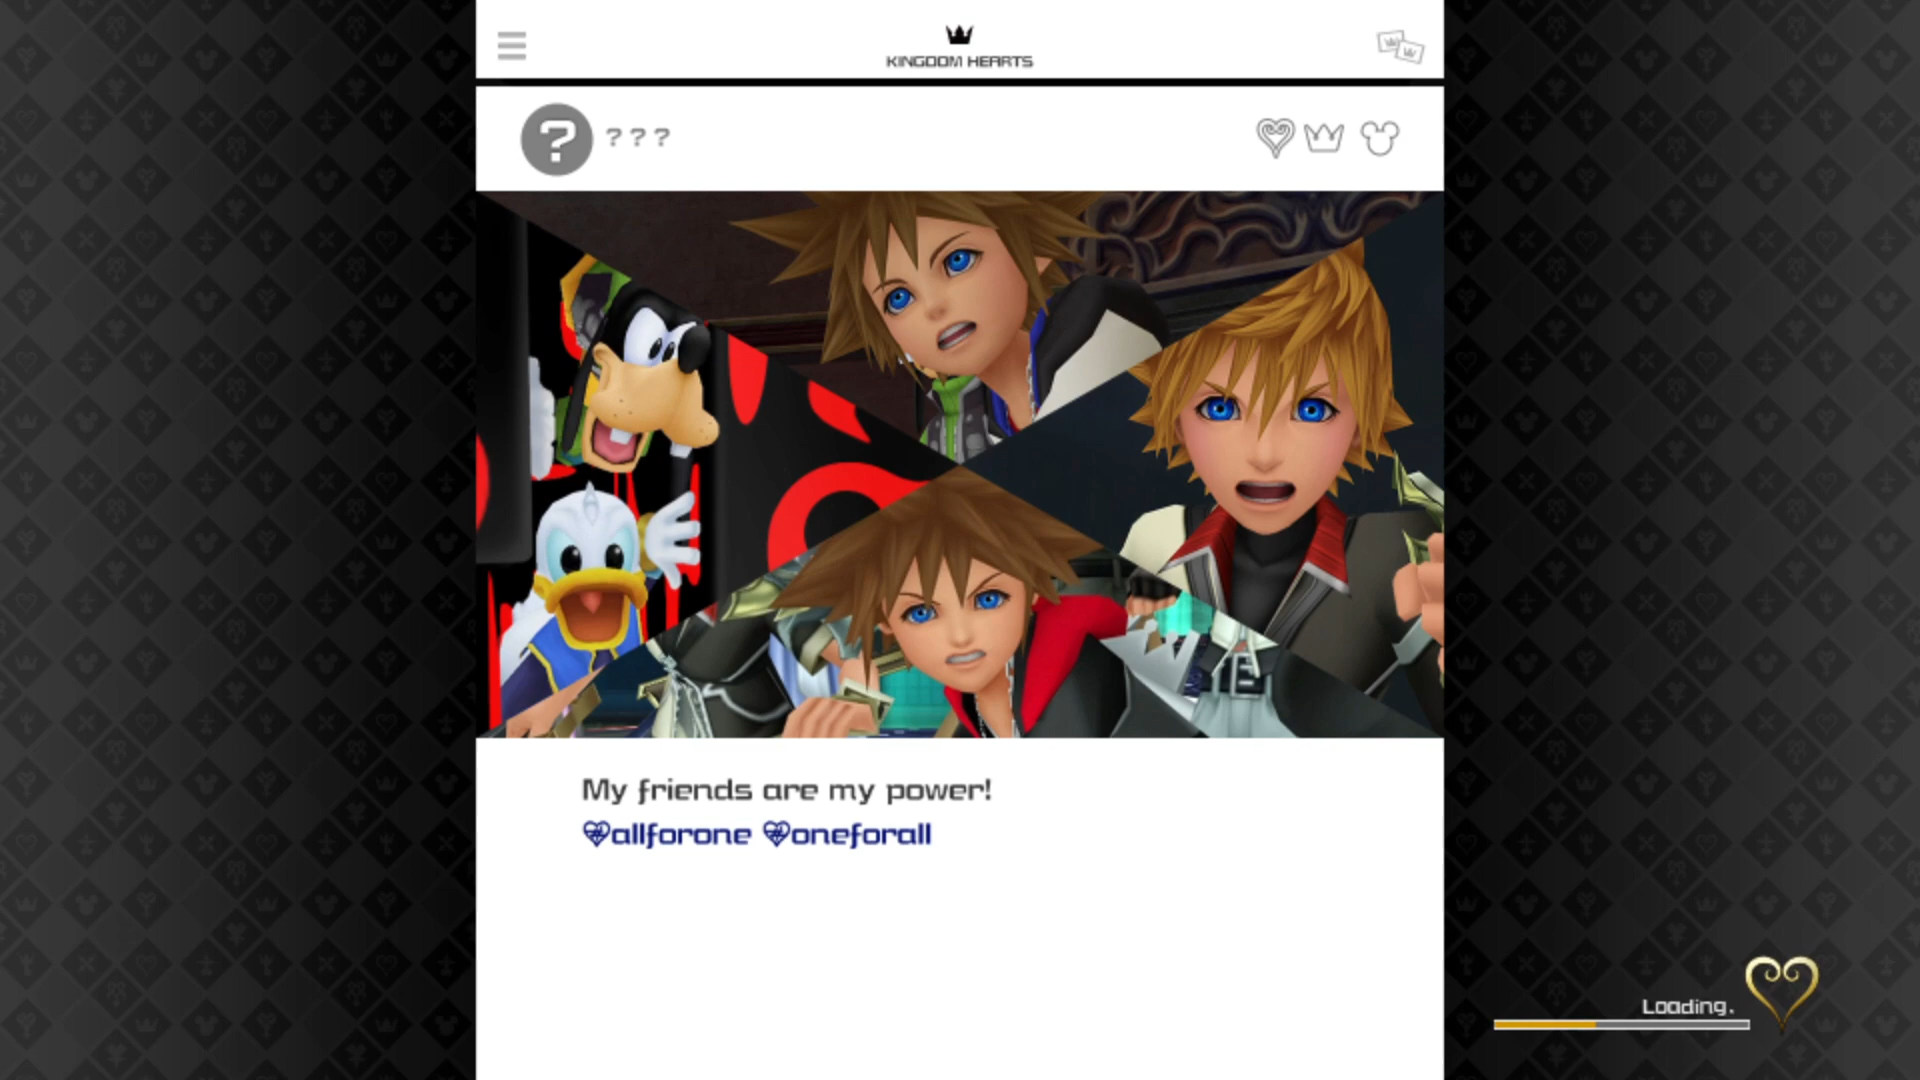 KINGDOM HEARTS
?
? ? ?
My friends are my power!
allforone oneforall
Loading.